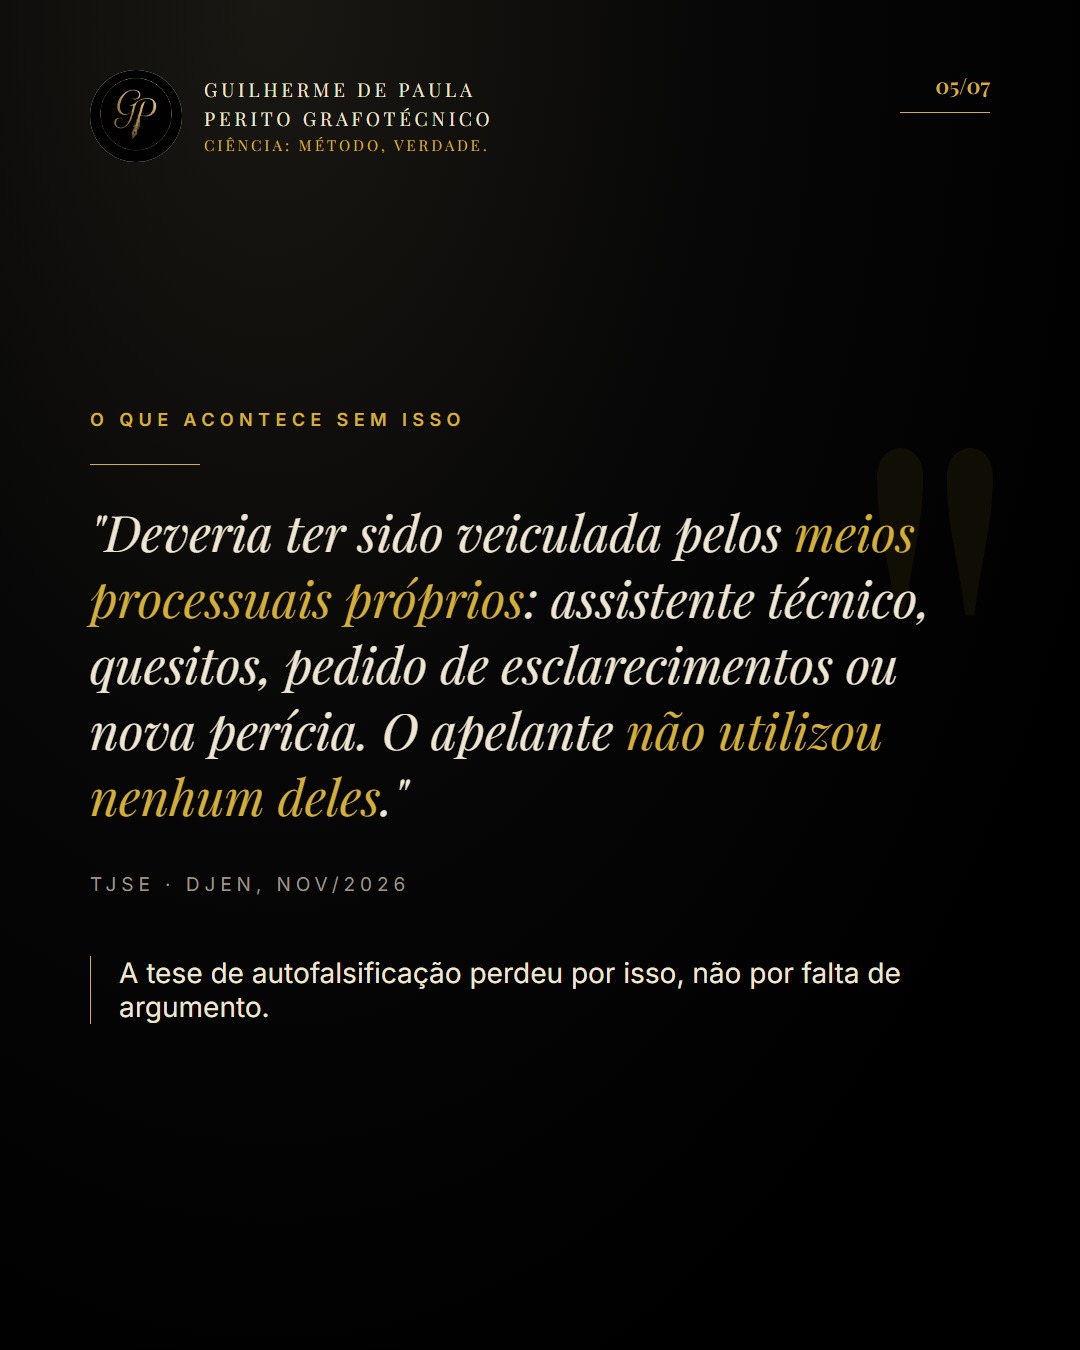 GP
GUILHERME DE PAULA
PERITO GRAFOTÉCNICO
CIÊNCIA: MÉTODO, VERDADE.
05/07
O QUE ACONTECE SEM ISSO
"Deveria ter sido veiculada pelos meios
processuais próprios: assistente técnico,
quesitos, pedido de esclarecimentos ou
nova perícia. O apelante não utilizou
nenhum deles."
TJSE · DJEN, NOV/2026
A tese de autofalsificação perdeu por isso, não por falta de
argumento.